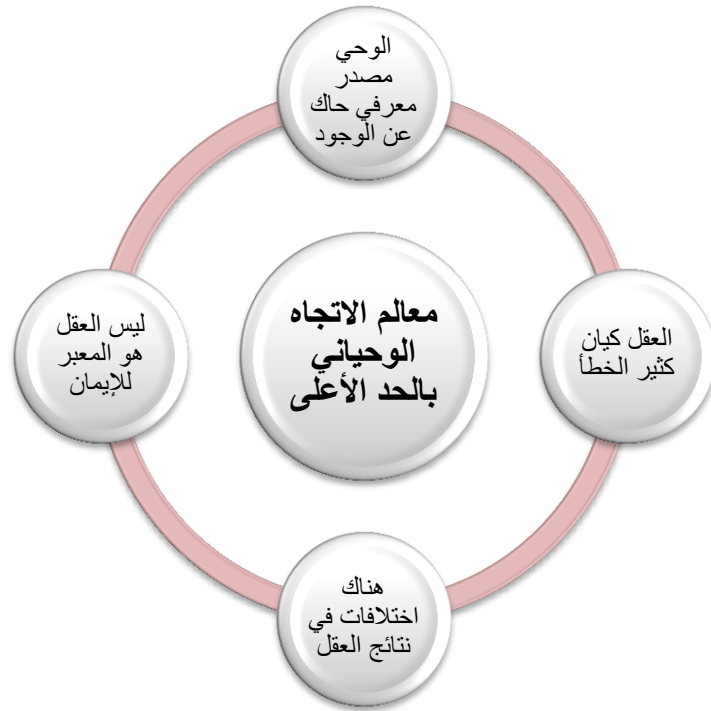 الوحي
مصدر
معرفي حاك
عن الوجود
معالم الاتجاه
الوحياني
بالحد الأعلى
العقل كيان
كثير الخطأ
هناك
اختلافات في
نتائج العقل
ليس العقل
هو المعبر
للإيمان